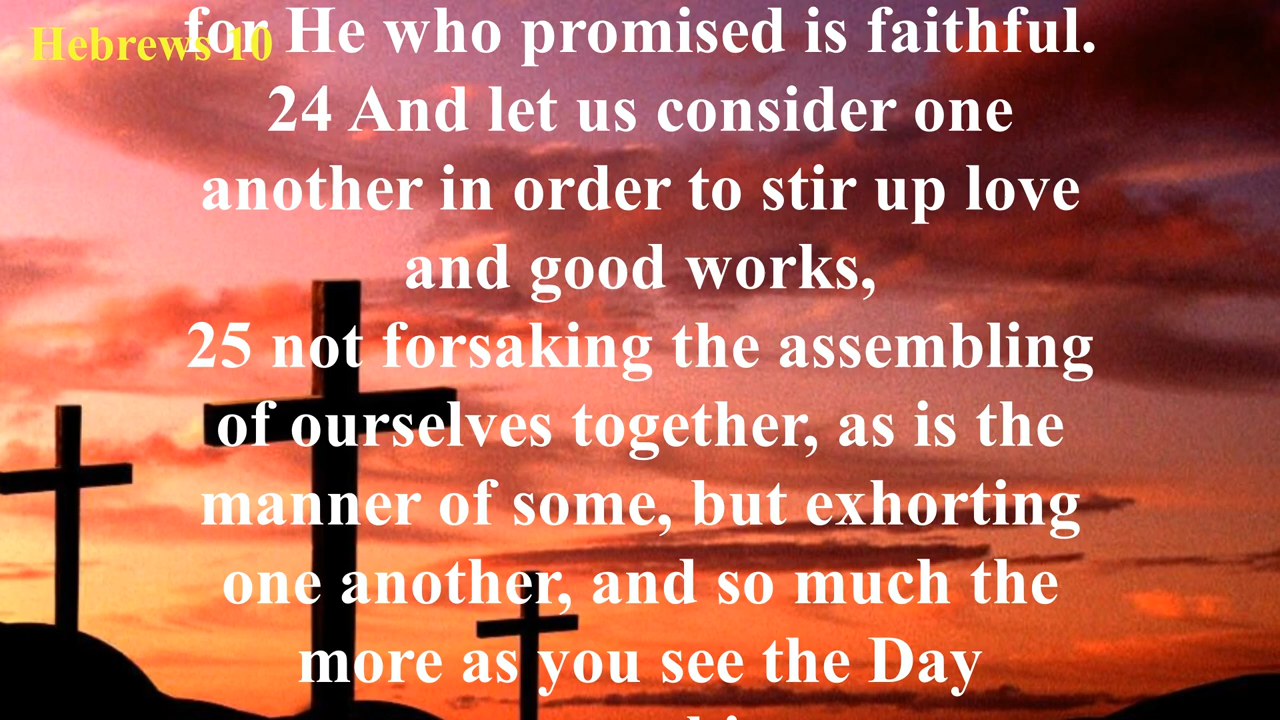 Hebrews 10
for He who promised is faithful.
24 And let us consider one
another in order to stir up love
and good works,
25 not forsaking the assembling
of ourselves together, as is the
manner of some, but exhorting
one another, and so much the
more as you see the Day